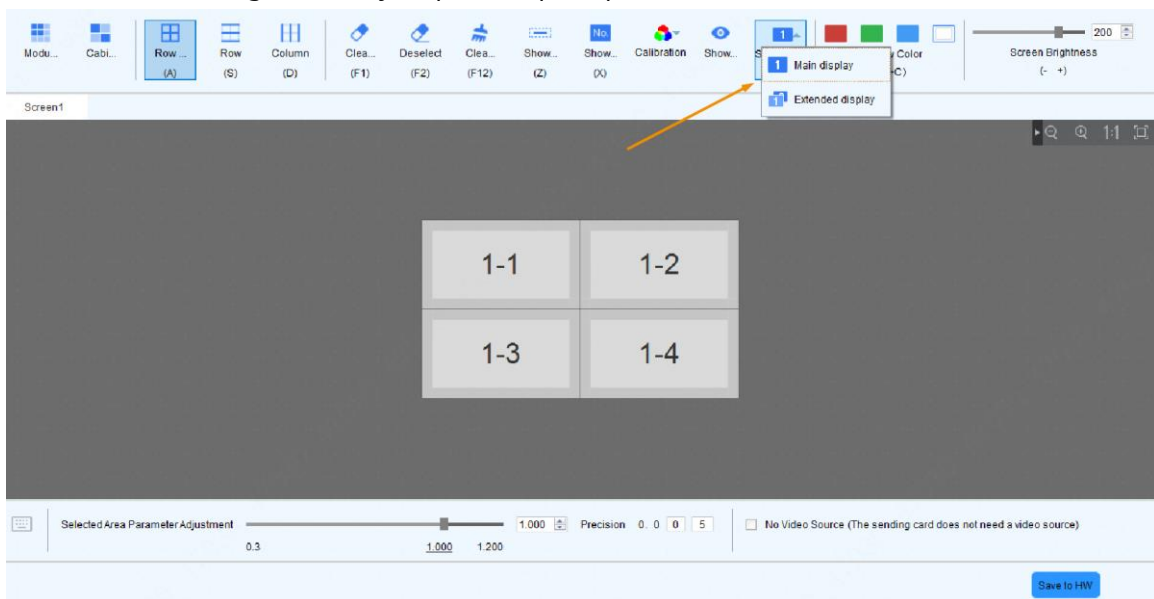 Modu... Cabi... Row ... Row Column Clea... Deselect Clea... Show... Show... Calibration Show... 1 Color 200
(A) (S) (D) (F1) (F2) (F12) (Z) (X) C) Screen Brightness
(- +)
No.
1 Main display
1 Extended display
Screen1
1:1
1-1 1-2
1-3 1-4
Selected Area Parameter Adjustment 1.000 Precision 0. 0 0 5 No Video Source (The sending card does not need a video source)
0.3 1.000 1.200
Save to HW